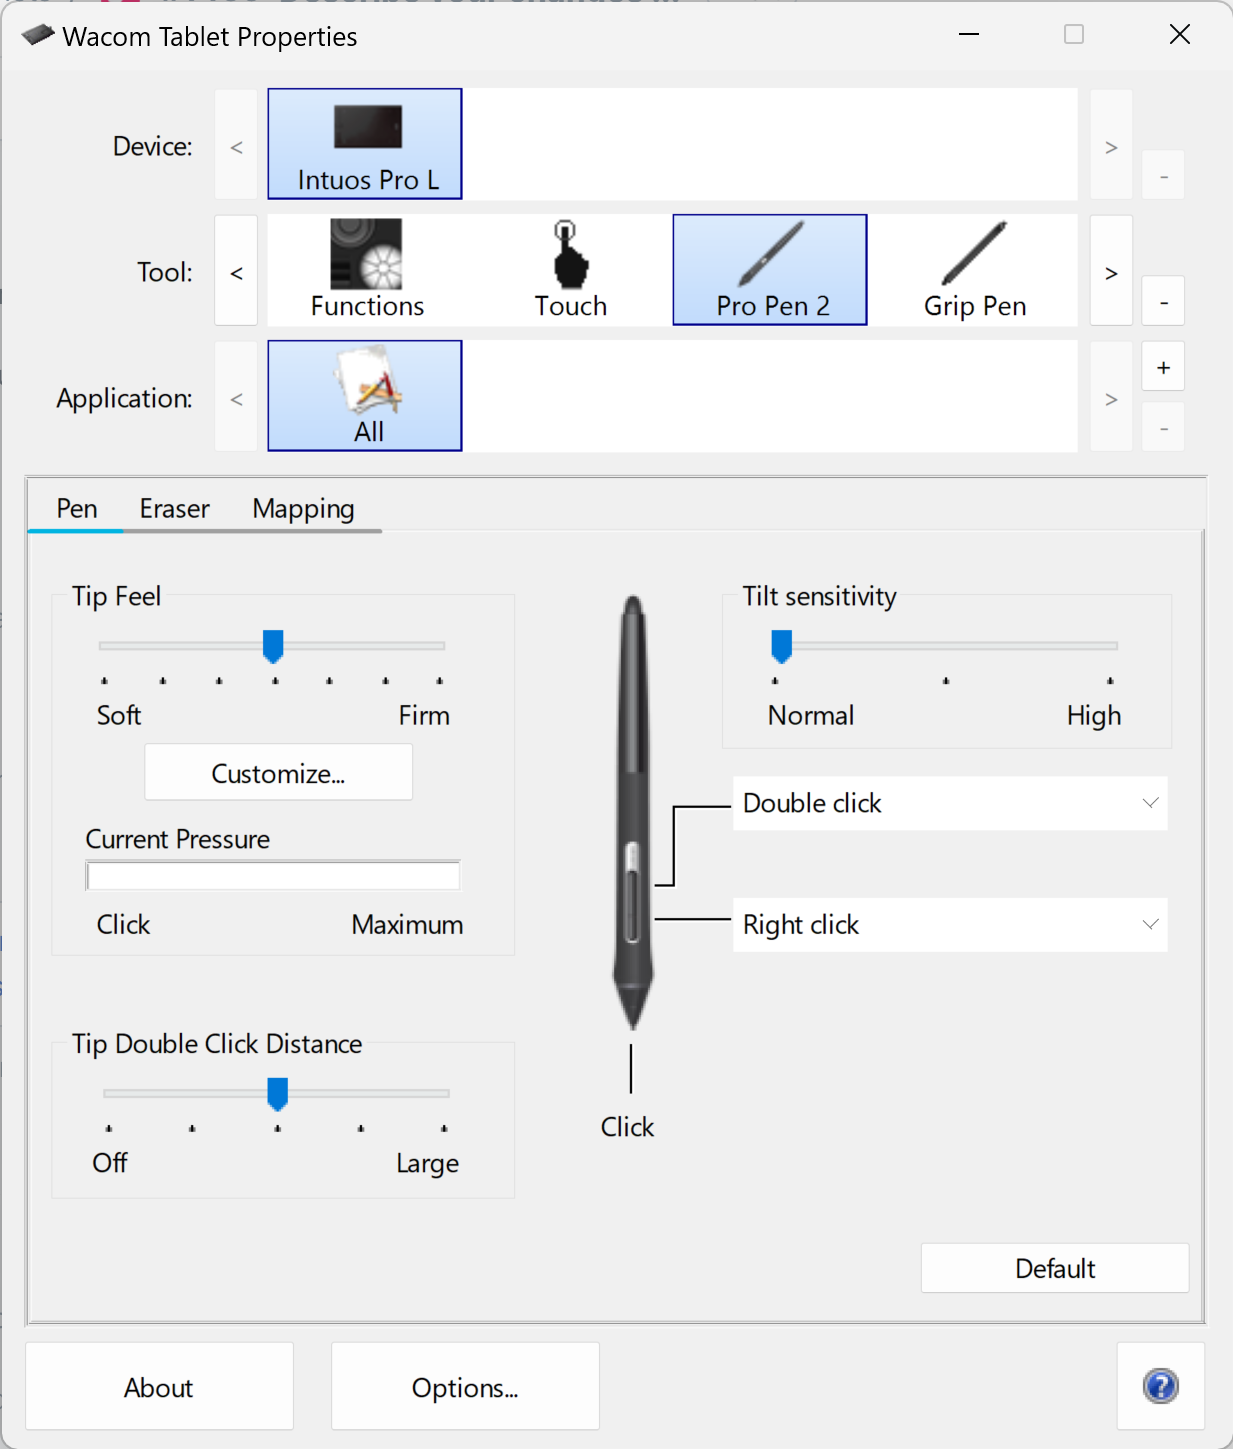 Wacom Tablet Properties
Device:
<
Intuos Pro L
>
-
Tool:
<
Functions
Touch
Pro Pen 2
Grip Pen
>
-
Application:
<
All
>
+
-
Pen
Eraser
Mapping
Tip Feel
Soft
Firm
Customize...
Current Pressure
Click
Maximum
Tilt sensitivity
Normal
High
Double click
Right click
Click
Tip Double Click Distance
Off
Large
Default
About
Options...
?